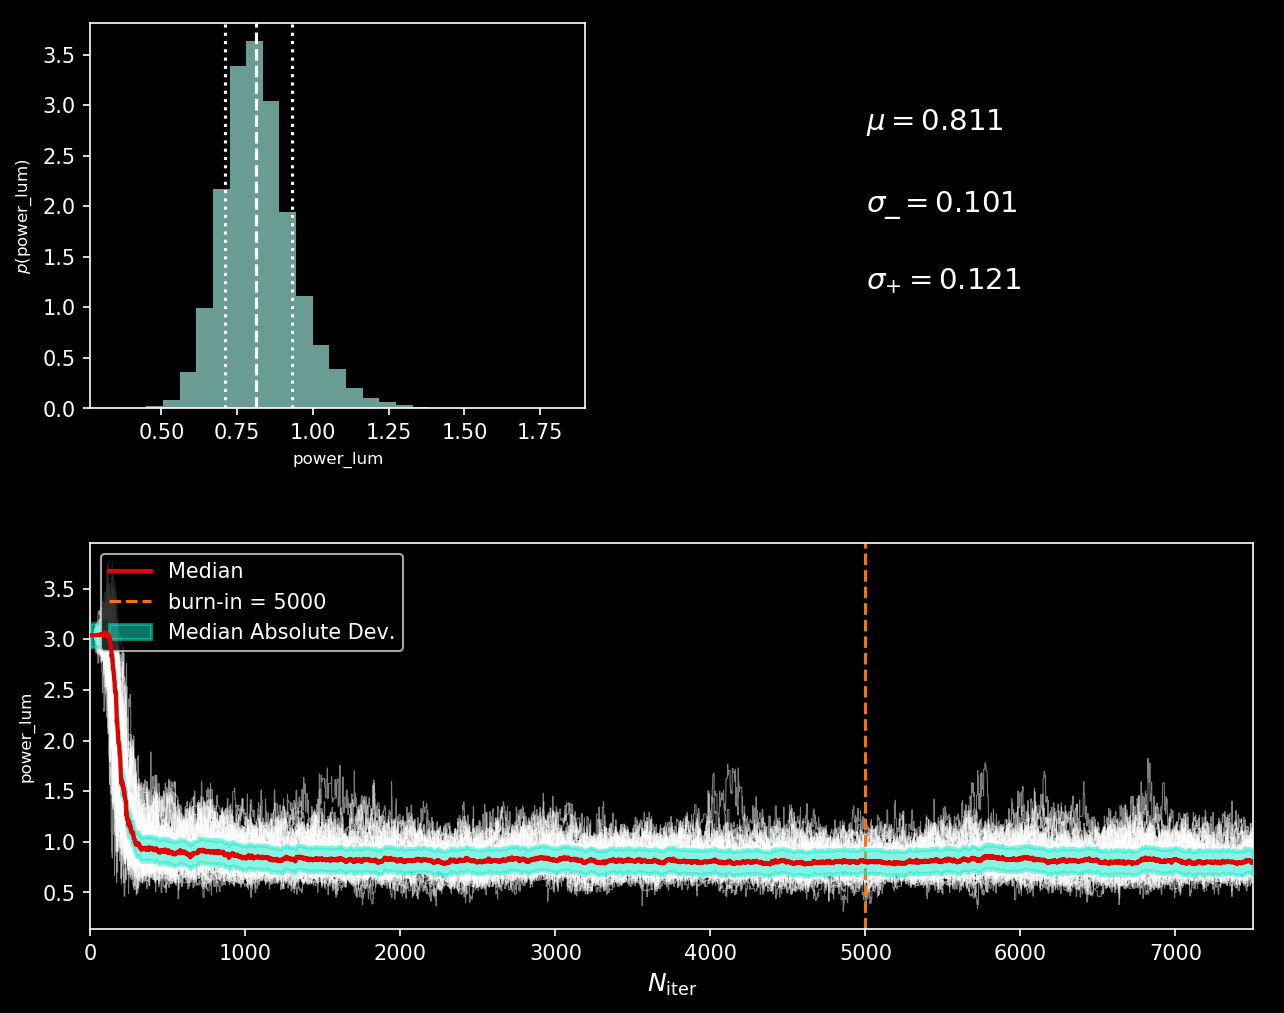 3.5
3.0
2.5
2.0
1.5
1.0
0.5
0.0
p(power_lum)
0.50 0.75 1.00 1.25 1.50 1.75
power_lum
μ = 0.811
σ₋ = 0.101
σ₊ = 0.121
Median
burn-in = 5000
Median Absolute Dev.
3.5
3.0
2.5
2.0
1.5
1.0
0.5
power_lum
0 1000 2000 3000 4000 5000 6000 7000
N_iter